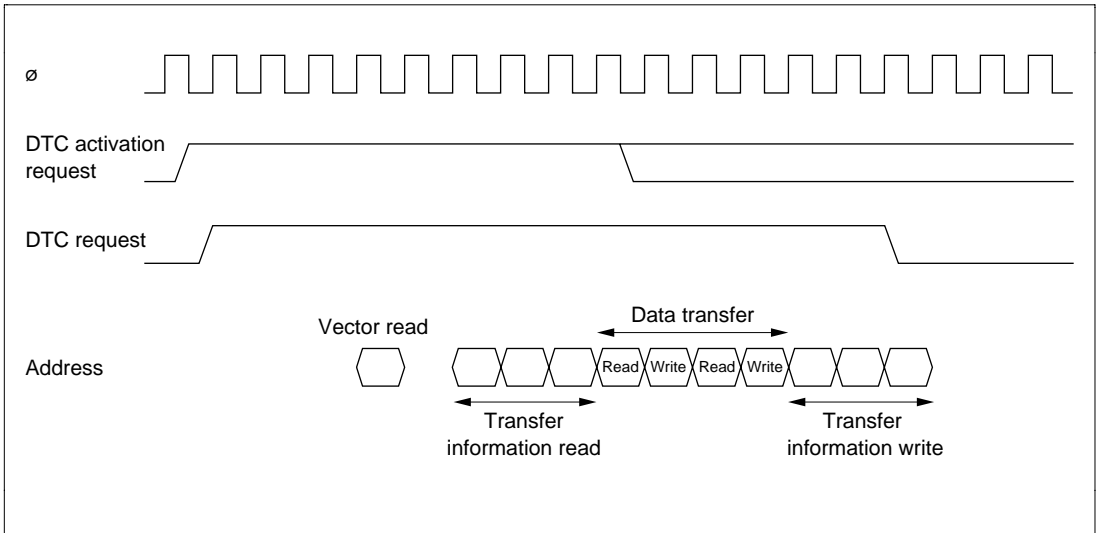 ø
DTC activation
request
DTC request
Data transfer
Vector read
Address
Read Write Read Write
Transfer
information read
Transfer
information write